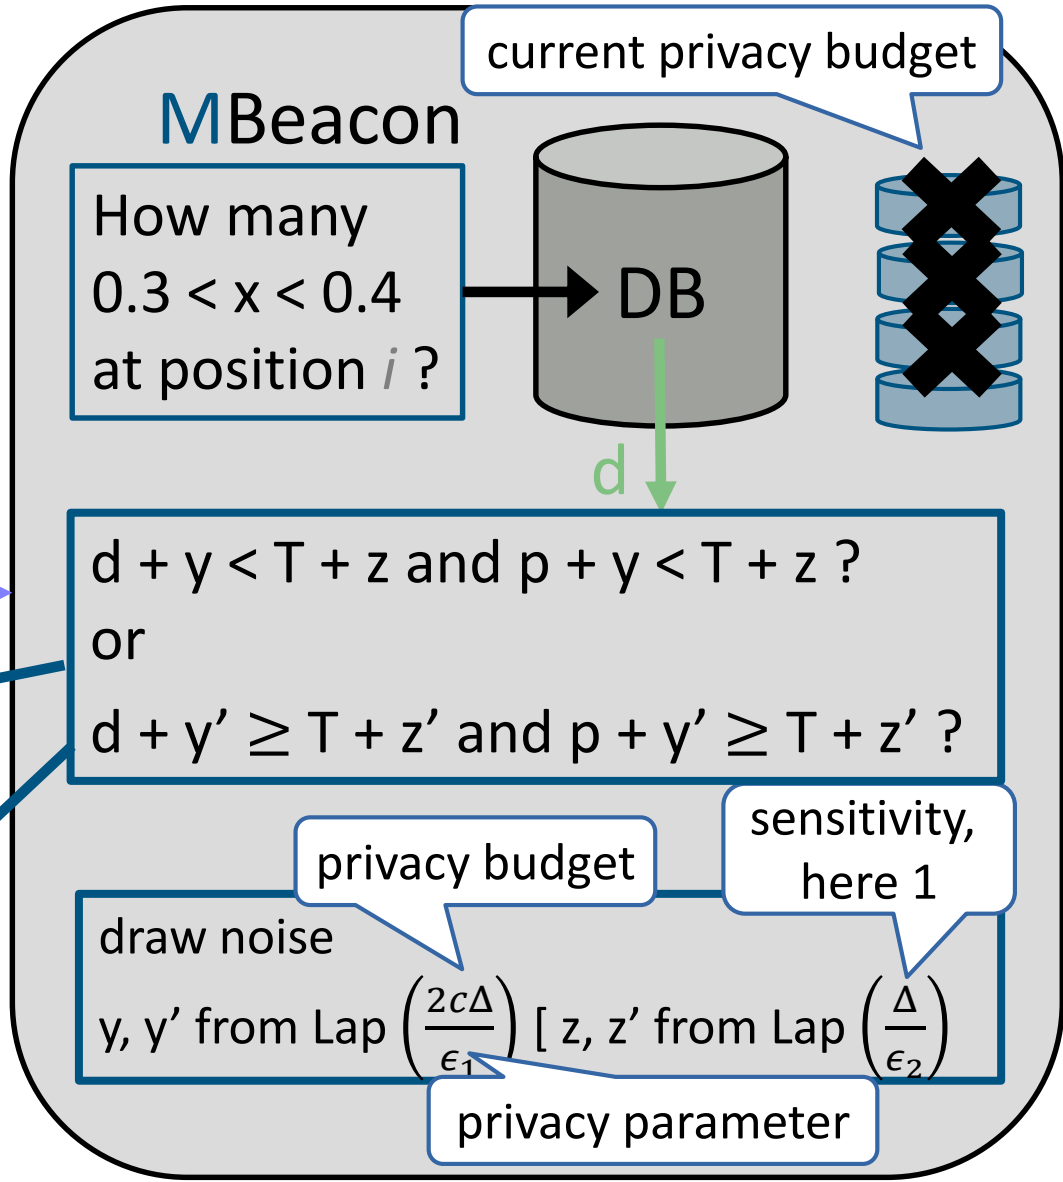 current privacy budget
MBeacon
How many
0.3 < x < 0.4
at position i ?
DB
d
d + y < T + z and p + y < T + z ?
or
d + y’ ≥ T + z’ and p + y’ ≥ T + z’ ?
sensitivity,
here 1
privacy budget
draw noise
y, y’ from Lap (2cΔ/ϵ₁) [ z, z’ from Lap (Δ/ϵ₂)
privacy parameter